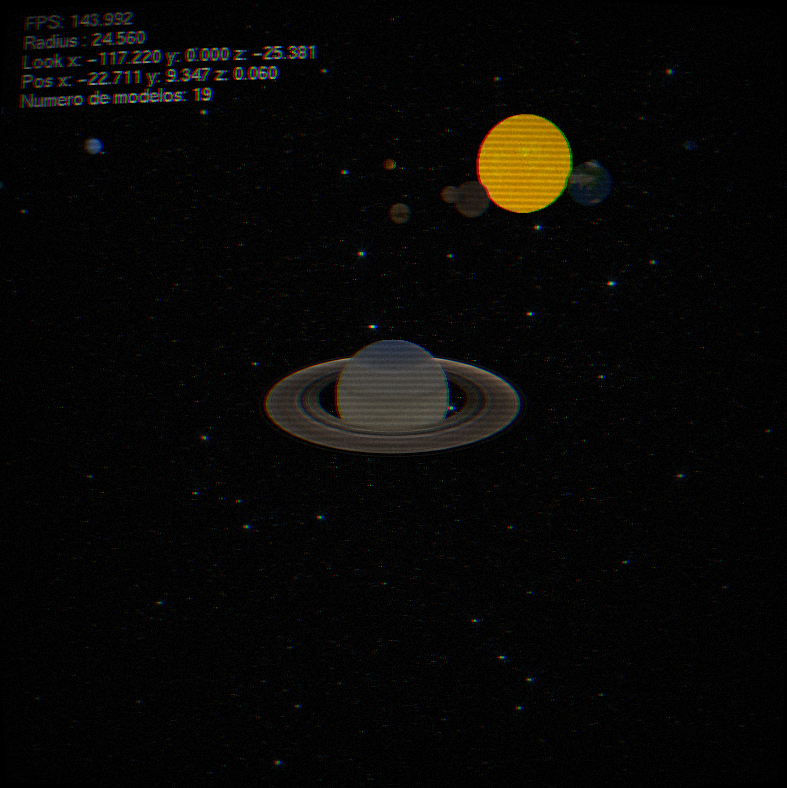 FPS: 143.992
Radius : 24.560
Look x: -117.220 y: 0.000 z: -25.381
Pos x: -22.711 y: 9.347 z: 0.060
Numero de modelos: 19